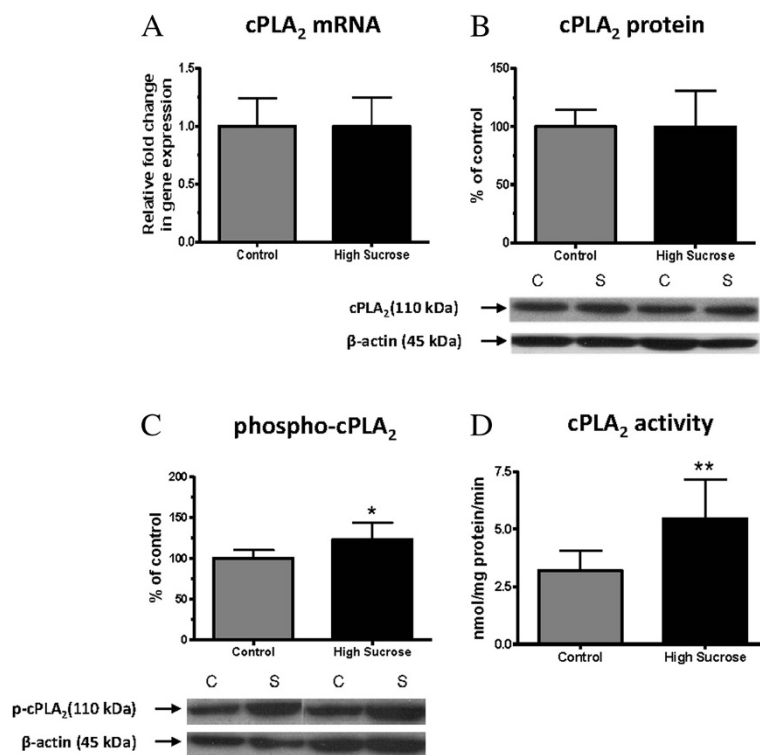 A
cPLA₂ mRNA
Relative fold change
in gene expression
1.5
1.0
0.5
0.0
Control High Sucrose
B
cPLA₂ protein
% of control
150
100
50
0
Control High Sucrose
C S C S
cPLA₂(110 kDa)
β-actin (45 kDa)
C
phospho-cPLA₂
% of control
200
150
100
50
0
*
Control High Sucrose
C S C S
p-cPLA₂(110 kDa)
β-actin (45 kDa)
D
cPLA₂ activity
nmol/mg protein/min
7.5
5.0
2.5
0.0
**
Control High Sucrose